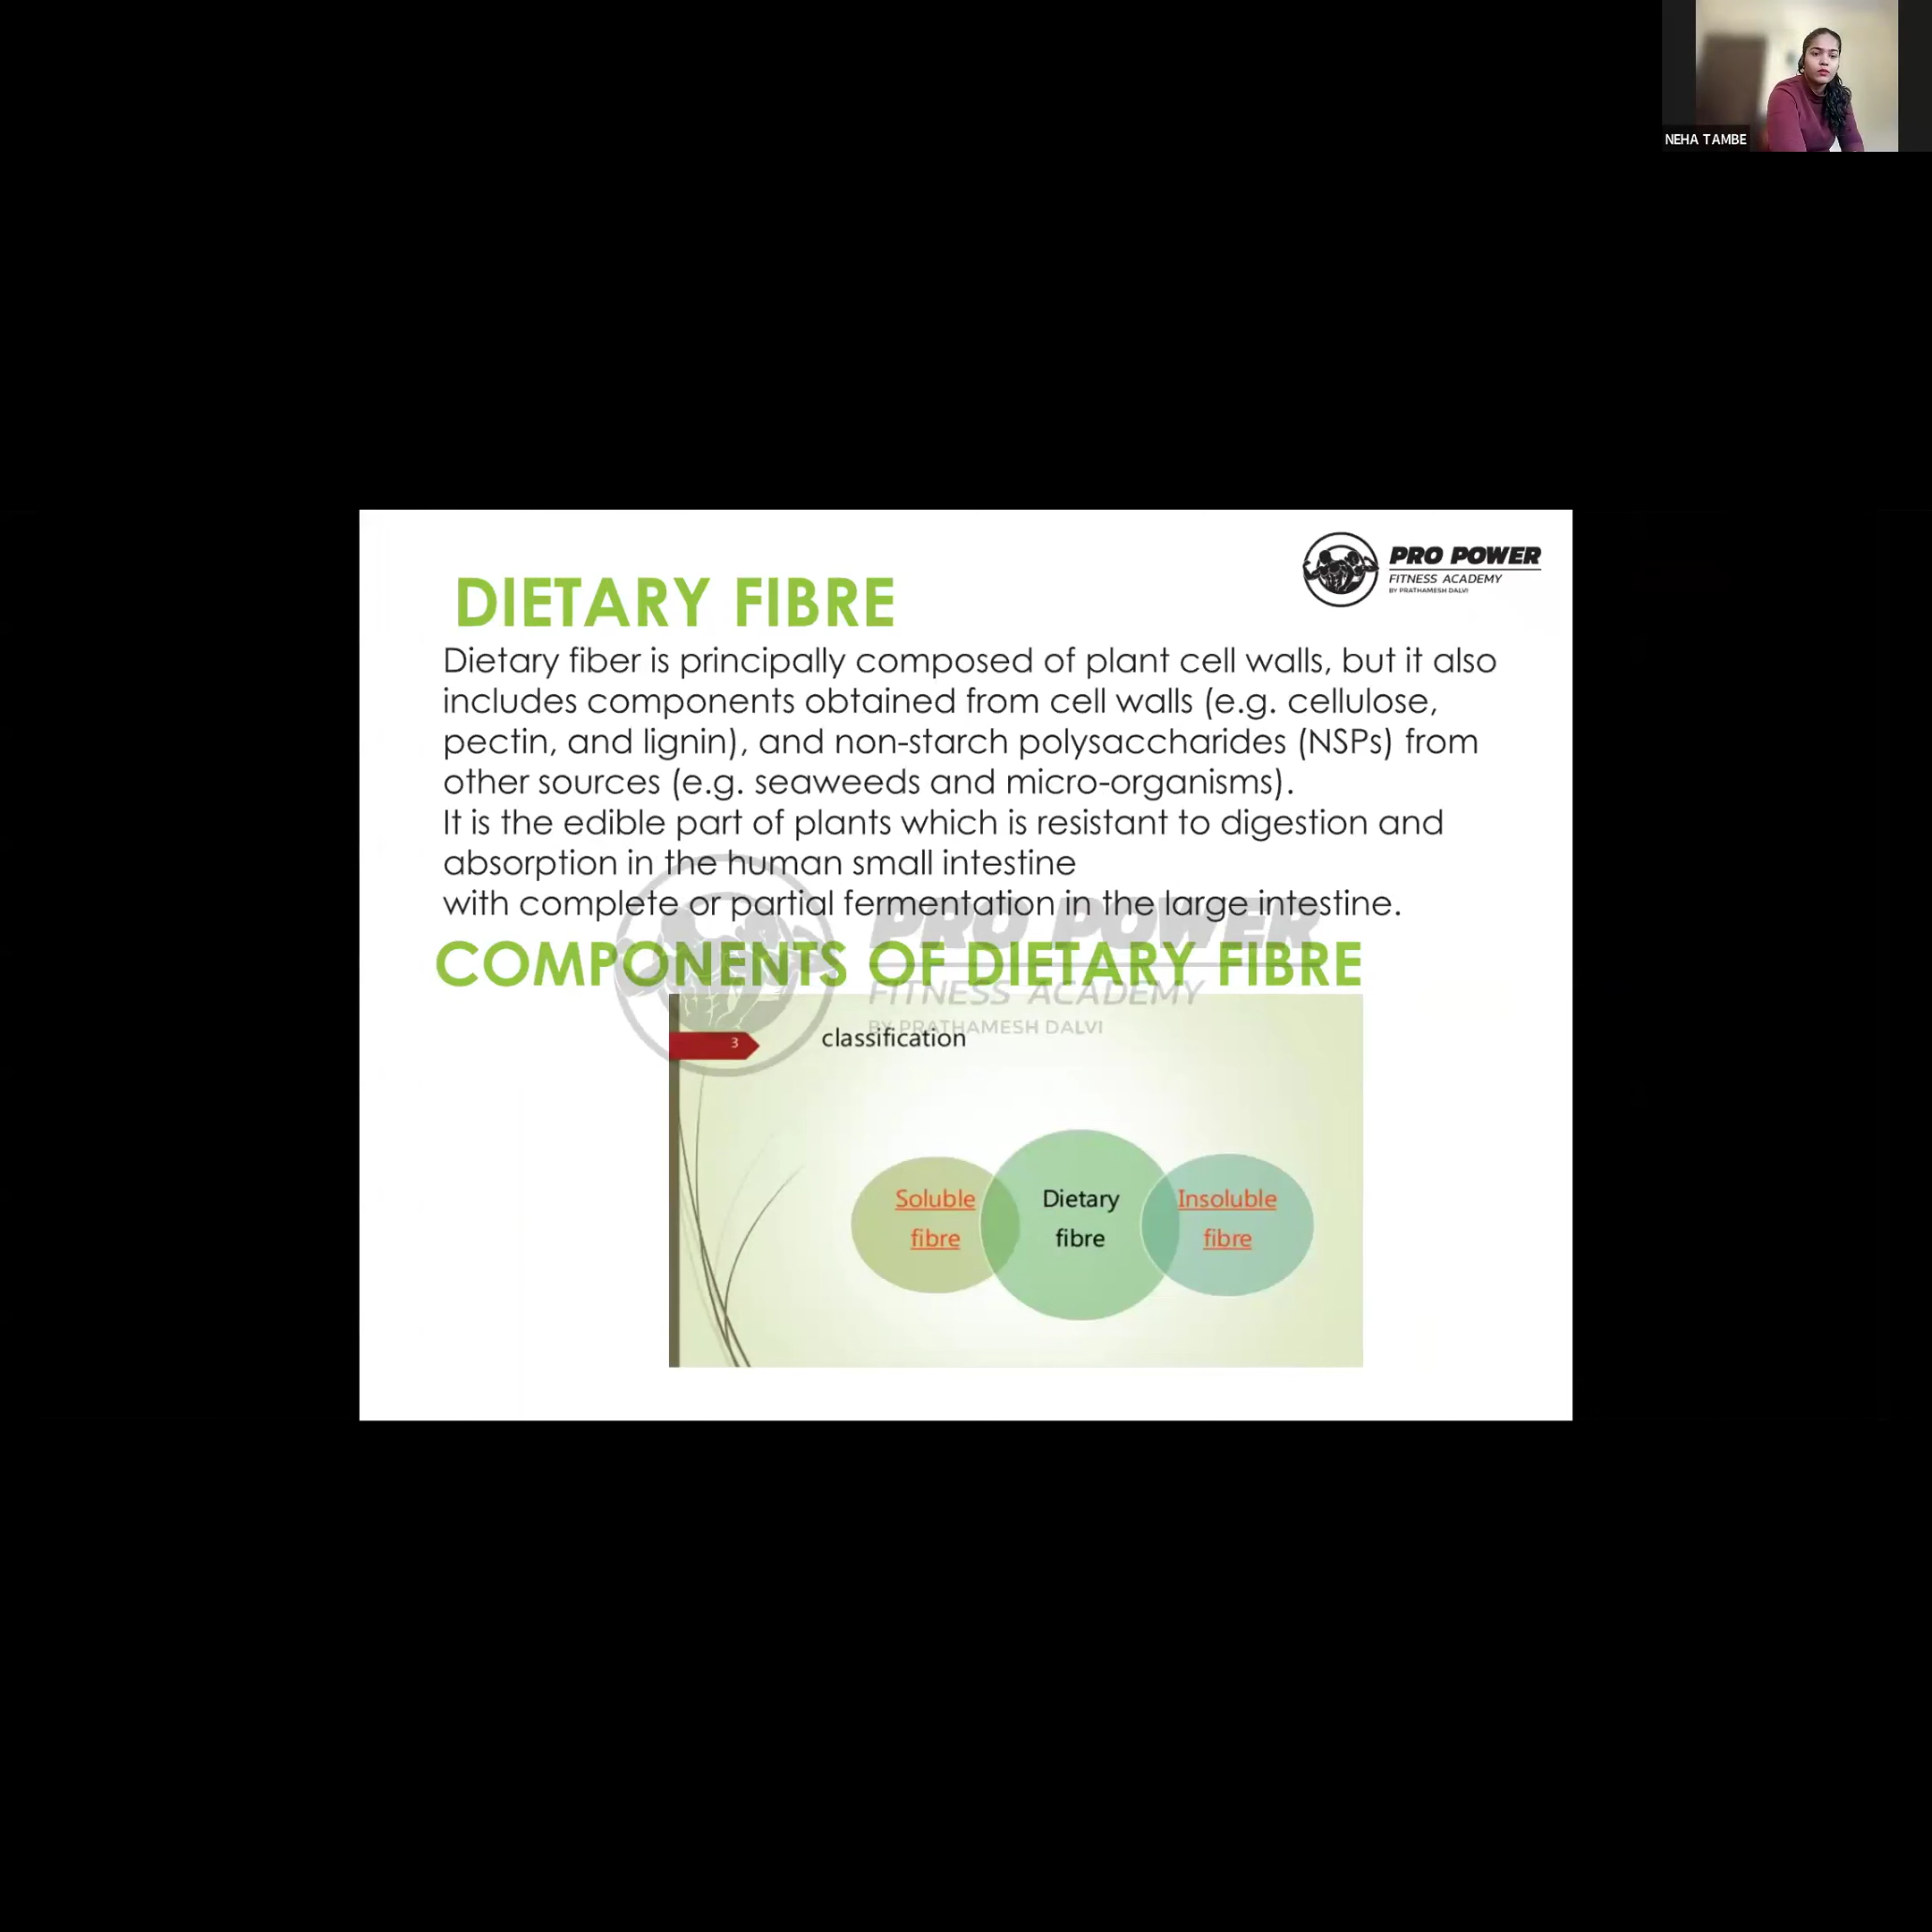 NEHA TAMBE
PRO POWER
FITNESS ACADEMY
BY PRATHAMESH DALVI
DIETARY FIBRE
Dietary fiber is principally composed of plant cell walls, but it also
includes components obtained from cell walls (e.g. cellulose,
pectin, and lignin), and non-starch polysaccharides (NSPs) from
other sources (e.g. seaweeds and micro-organisms).
It is the edible part of plants which is resistant to digestion and
absorption in the human small intestine
with complete or partial fermentation in the large intestine.
PRO POWER
COMPONENTS OF DIETARY FIBRE
FITNESS ACADEMY
BY PRATHAMESH DALVI
3
classification
Soluble
fibre
Dietary
fibre
Insoluble
fibre